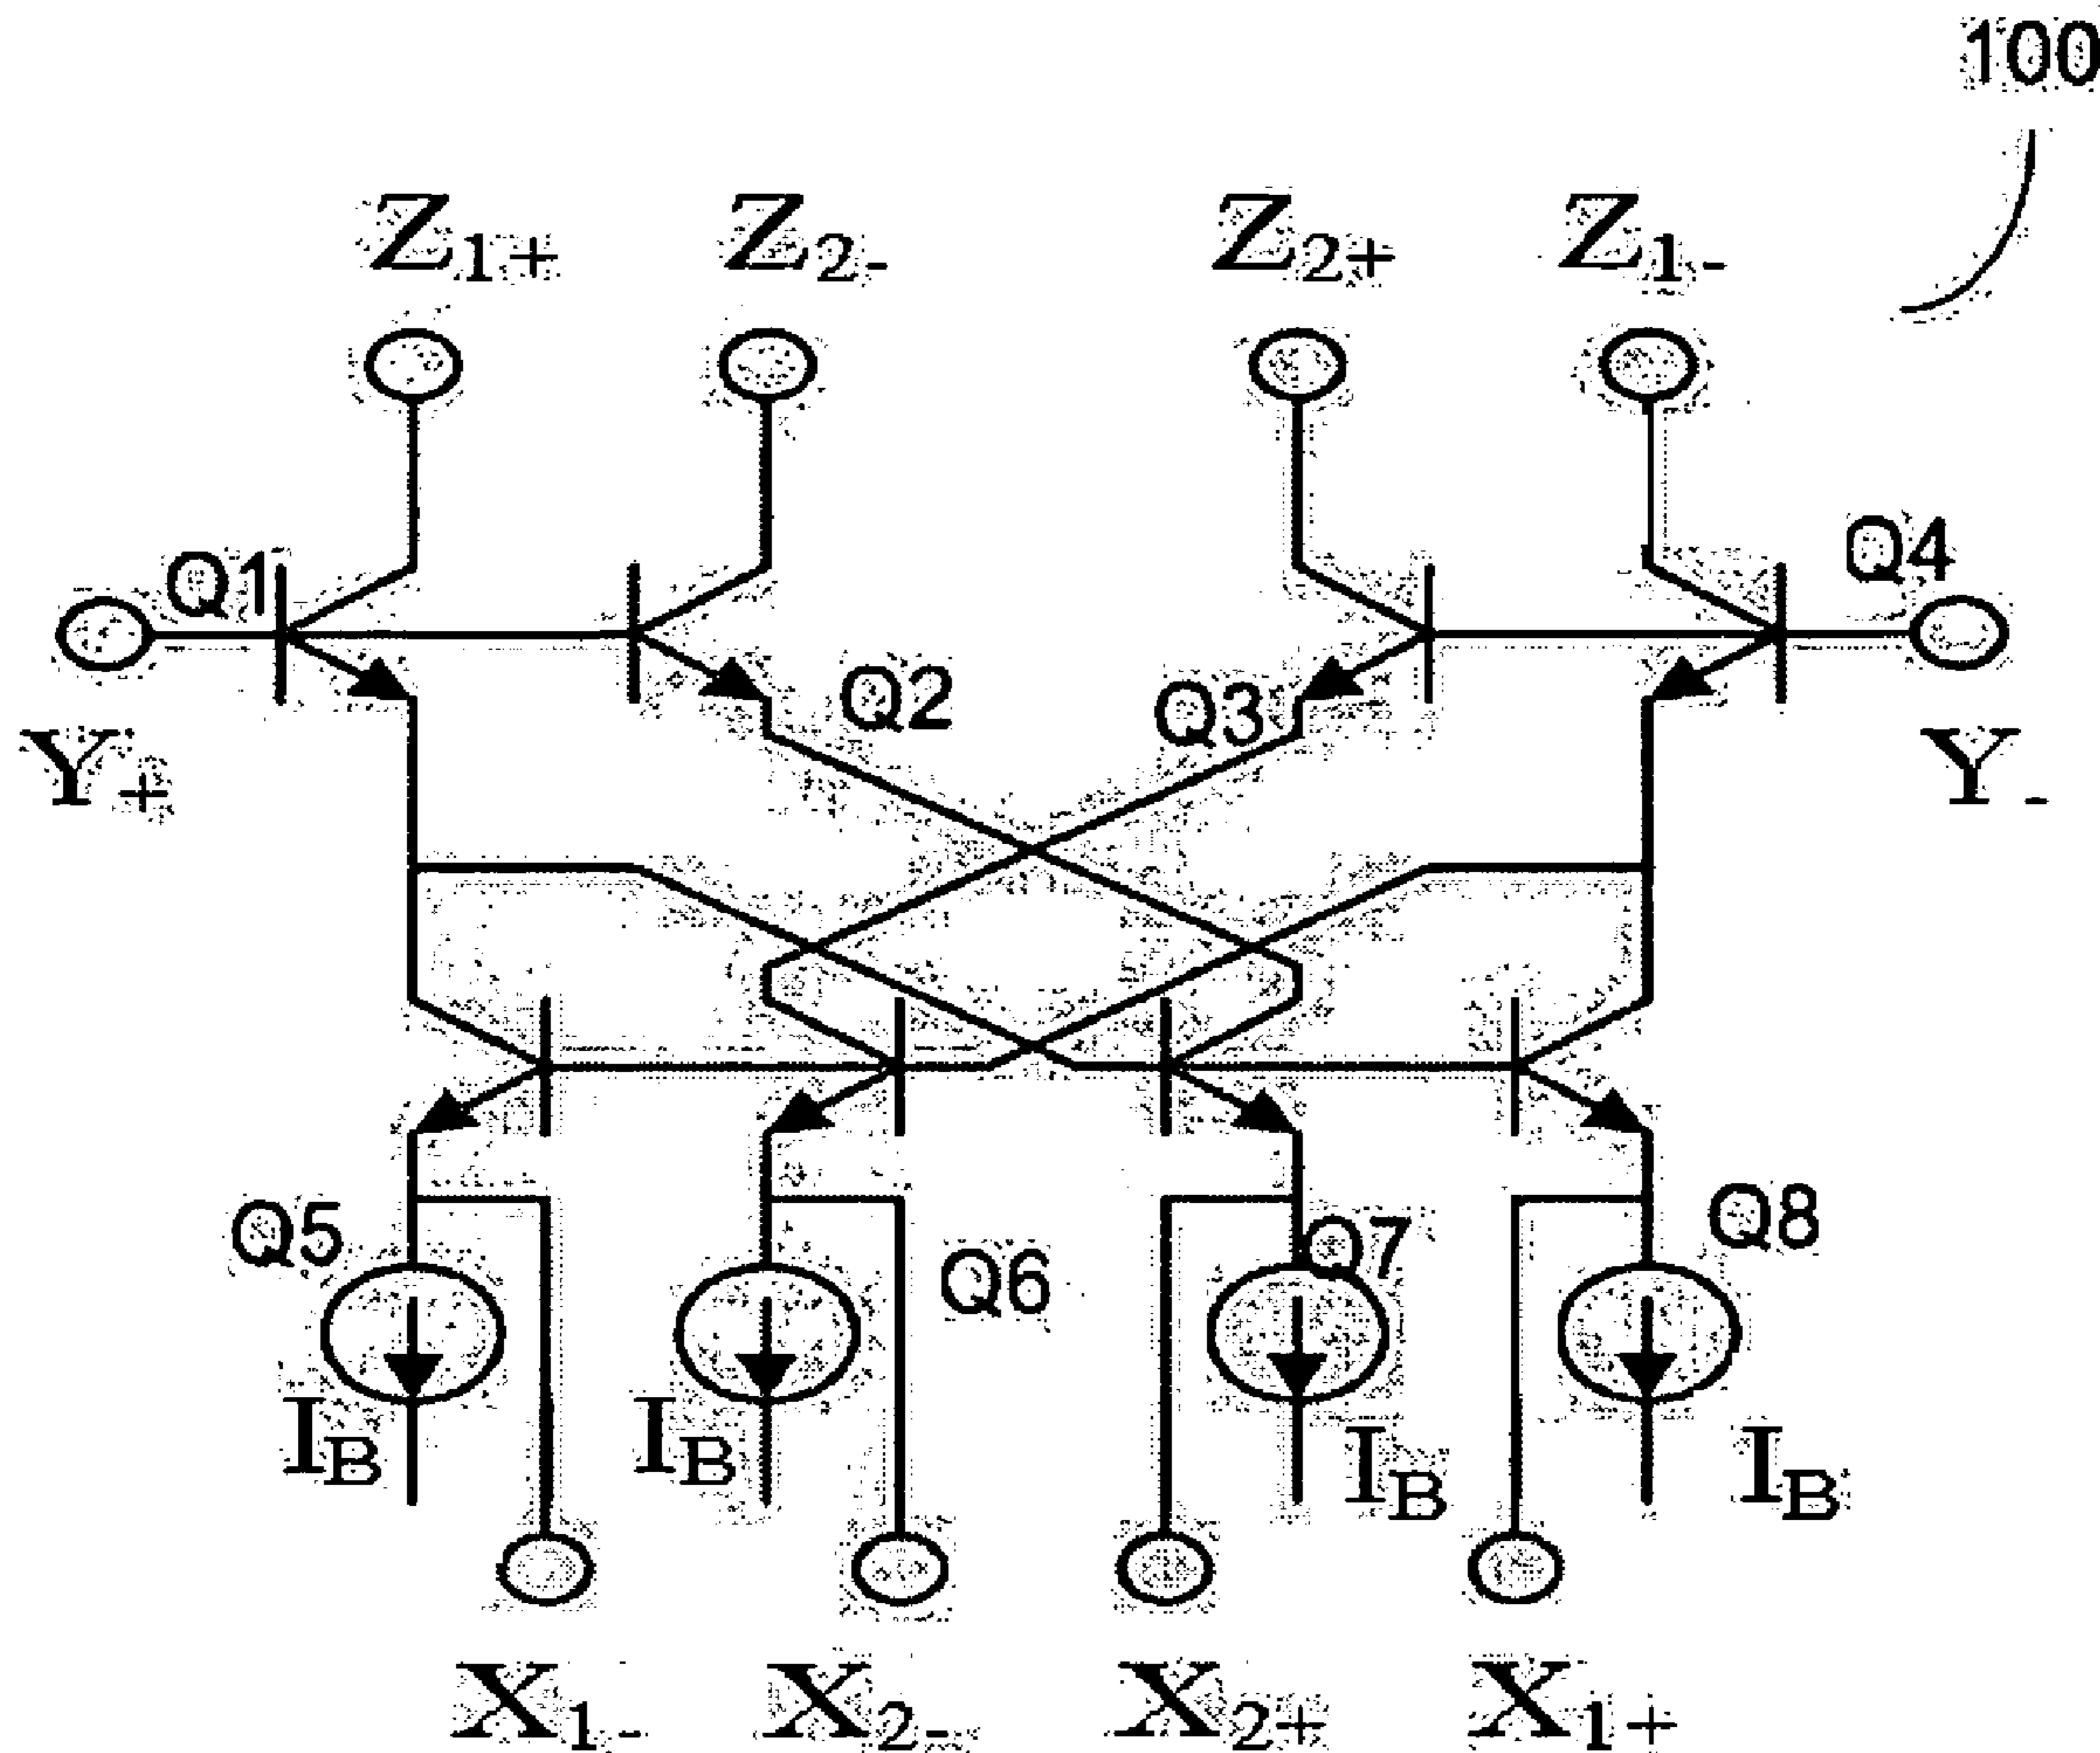 100
Z1+ Z2- Z2+ Z1-
Q1 Q4
Q2 Q3
Y+ Y-
Q5 Q6 Q7 Q8
IB IB IB IB
X1- X2- X2+ X1+